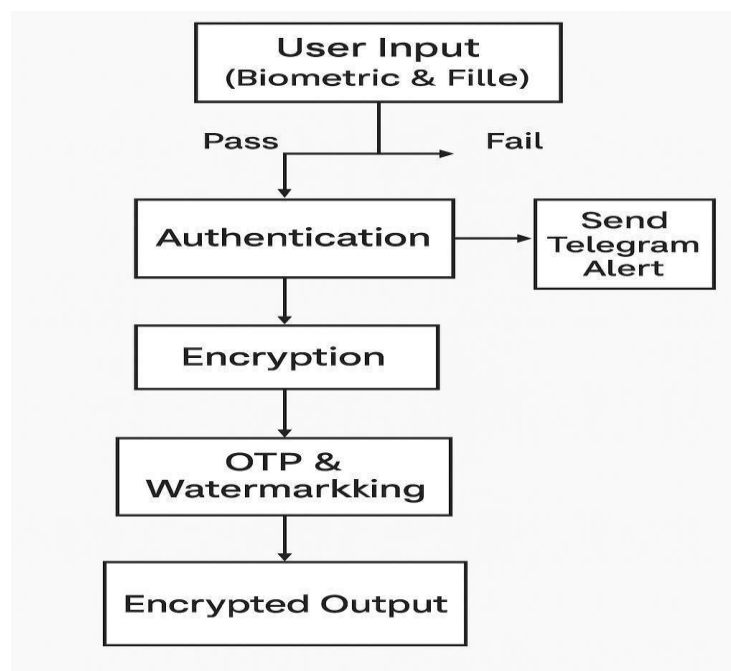 User Input
(Biometric & Fille)
Pass
Fail
Authentication
Send
Telegram
Alert
Encryption
OTP &
Watermarkking
Encrypted Output